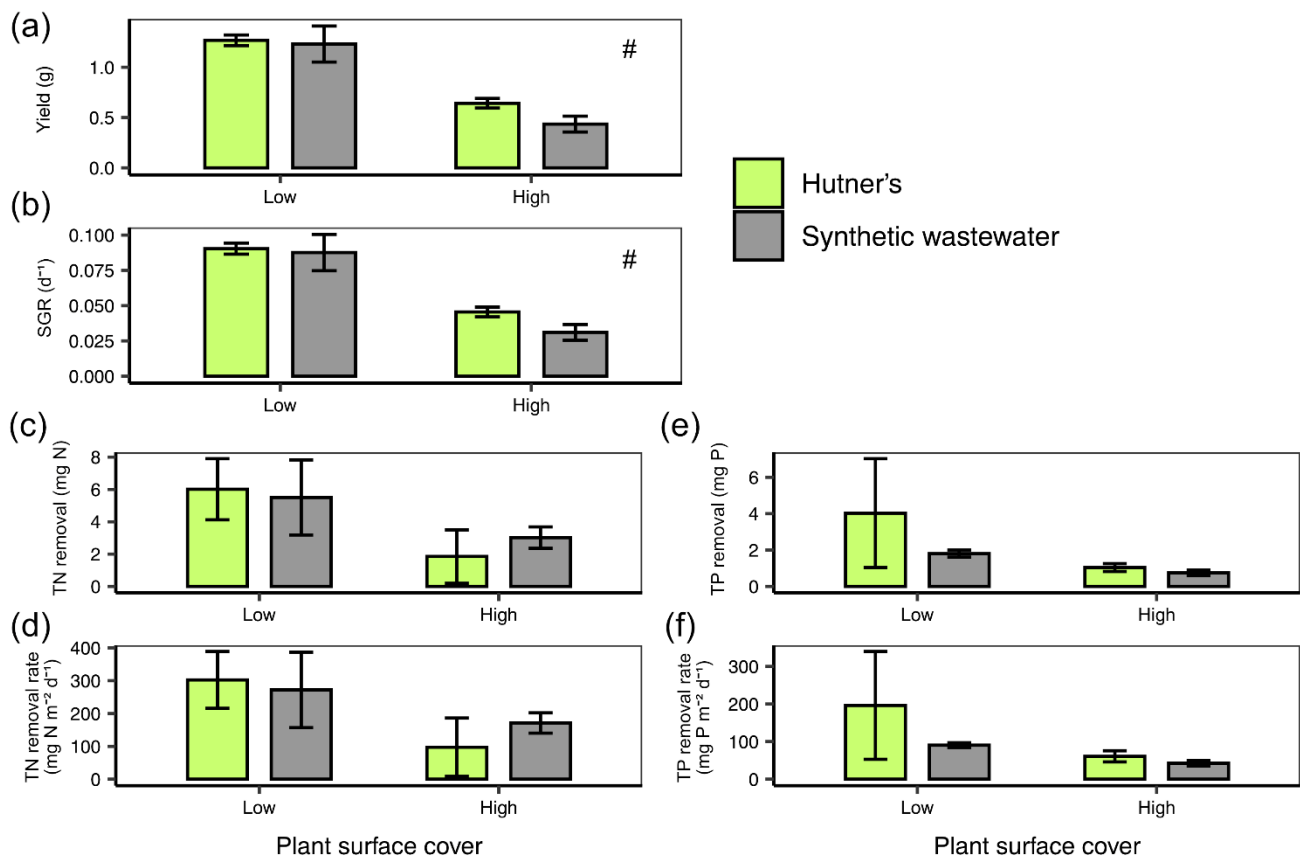 (a)
Yield (g)
1.0
0.5
0.0
#
Low
High
(b)
SGR (d⁻¹)
0.100
0.075
0.050
0.025
0.000
#
Low
High
Hutner's
Synthetic wastewater
(c)
TN removal (mg N)
8
6
4
2
0
Low
High
(d)
TN removal rate
(mg N m⁻² d⁻¹)
400
300
200
100
0
Low
High
Plant surface cover
(e)
TP removal (mg P)
6
4
2
0
Low
High
(f)
TP removal rate
(mg P m⁻² d⁻¹)
300
200
100
0
Low
High
Plant surface cover